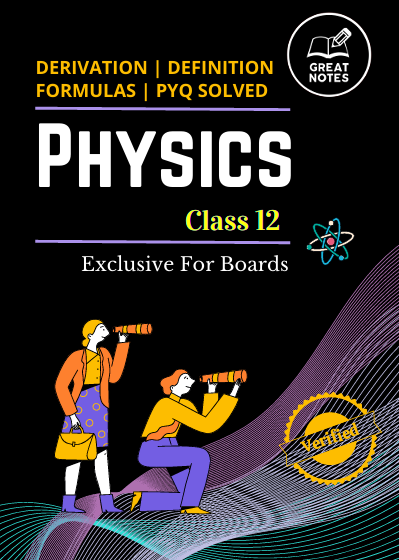 DERIVATION | DEFINITION
FORMULAS | PYQ SOLVED
GREAT
NOTES
PHYSICS
Class 12
Exclusive For Boards
Verified